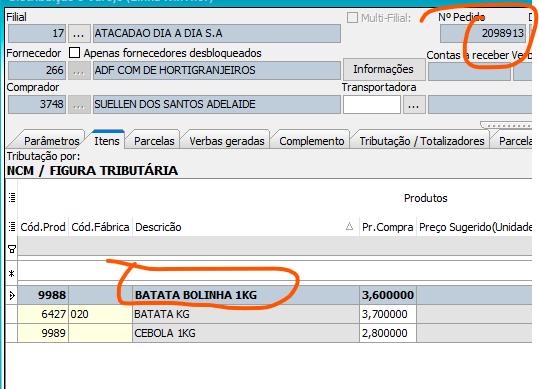 Filial
Multi-Filial:
Nº Pedido
17 ... ATACADAO DIA A DIA S.A
2098913
Fornecedor
Apenas fornecedores desbloqueados
Contas a receber
266 ... ADF COM DE HORTIGRANJEIROS
Informações
Comprador
Transportadora
3748 ... SUELLEN DOS SANTOS ADELAIDE
...
Parâmetros Itens Parcelas Verbas geradas Complemento Tributação / Totalizadores Parcela
Tributação por:
NCM / FIGURA TRIBUTÁRIA
Produtos
Cód.Prod Cód.Fábrica Descricão Pr.Compra Preço Sugerido(Unidade
9988 BATATA BOLINHA 1KG 3,600000
6427 020 BATATA KG 3,700000
9989 CEBOLA 1KG 2,800000